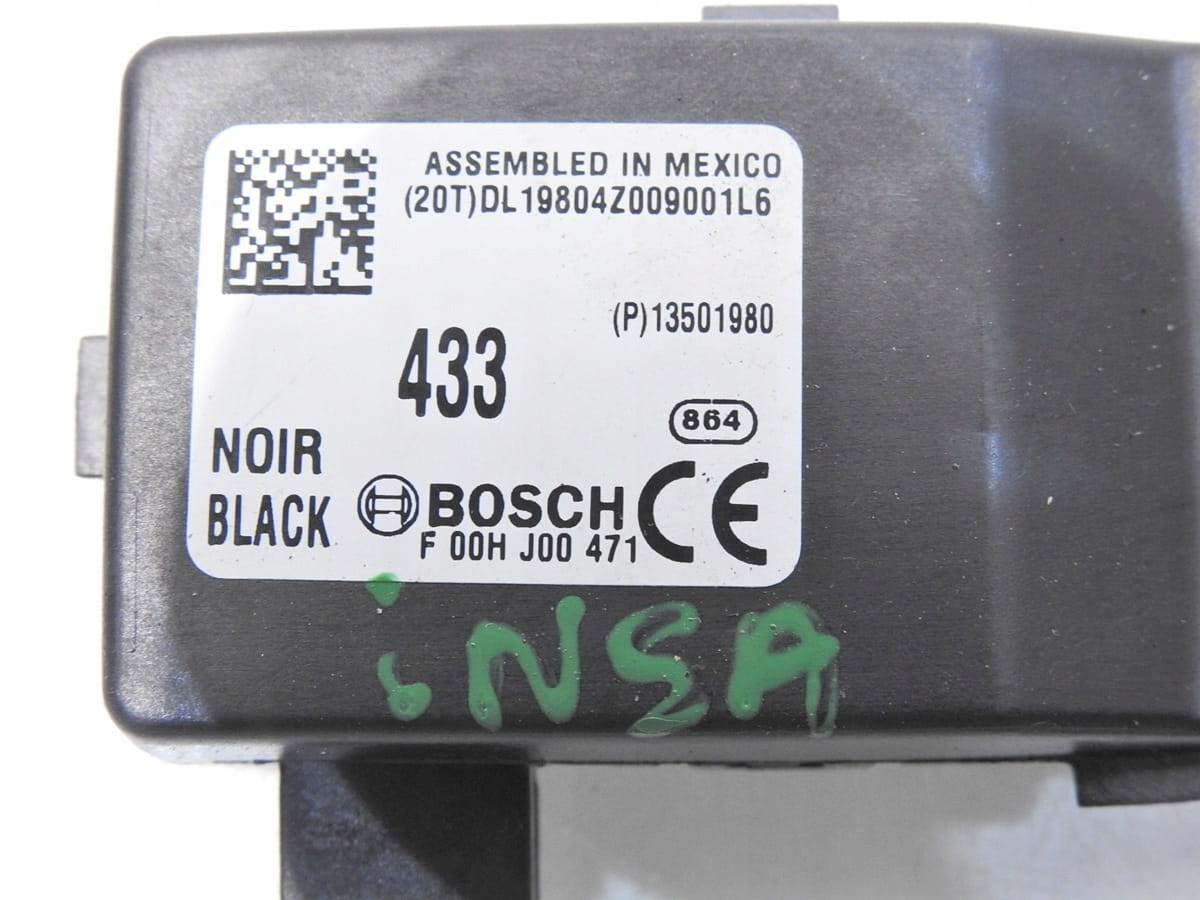 ASSEMBLED IN MEXICO
(20T)DL19804Z009001L6
(P)13501980
433
864
NOIR
BLACK
BOSCH
CE
F 00H J00 471
iNSA